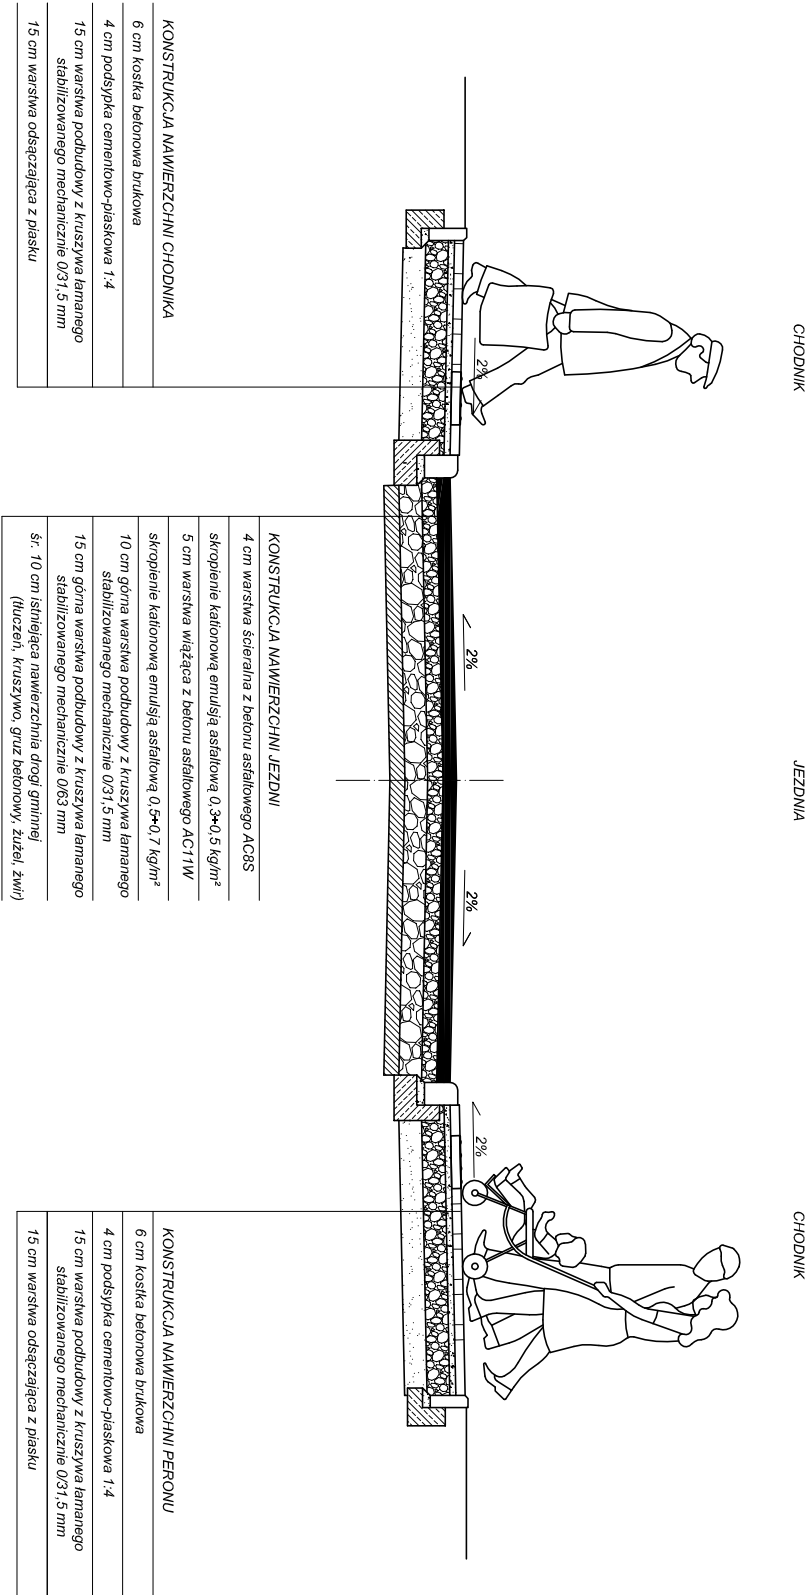 CHODNIK
JEZDNIA
CHODNIK
2%
2%
2%
2%
KONSTRUKCJA NAWIERZCHNI CHODNIKA
6 cm kostka betonowa brukowa
4 cm podsypka cementowo-piaskowa 1:4
15 cm warstwa podbudowy z kruszywa łamanego
stabilizowanego mechanicznie 0/31,5 mm
15 cm warstwa odsączająca z piasku
KONSTRUKCJA NAWIERZCHNI JEZDNI
4 cm warstwa ścieralna z betonu asfaltowego AC8S
skropienie kationową emulsją asfaltową 0,3÷0,5 kg/m²
5 cm warstwa wiążąca z betonu asfaltowego AC11W
skropienie kationową emulsją asfaltową 0,5÷0,7 kg/m²
10 cm górna warstwa podbudowy z kruszywa łamanego
stabilizowanego mechanicznie 0/31,5 mm
15 cm górna warstwa podbudowy z kruszywa łamanego
stabilizowanego mechanicznie 0/63 mm
śr. 10 cm istniejąca nawierzchnia drogi gminnej
(tłuczeń, kruszywo, gruz betonowy, żużel, żwir)
KONSTRUKCJA NAWIERZCHNI PERONU
6 cm kostka betonowa brukowa
4 cm podsypka cementowo-piaskowa 1:4
15 cm warstwa podbudowy z kruszywa łamanego
stabilizowanego mechanicznie 0/31,5 mm
15 cm warstwa odsączająca z piasku